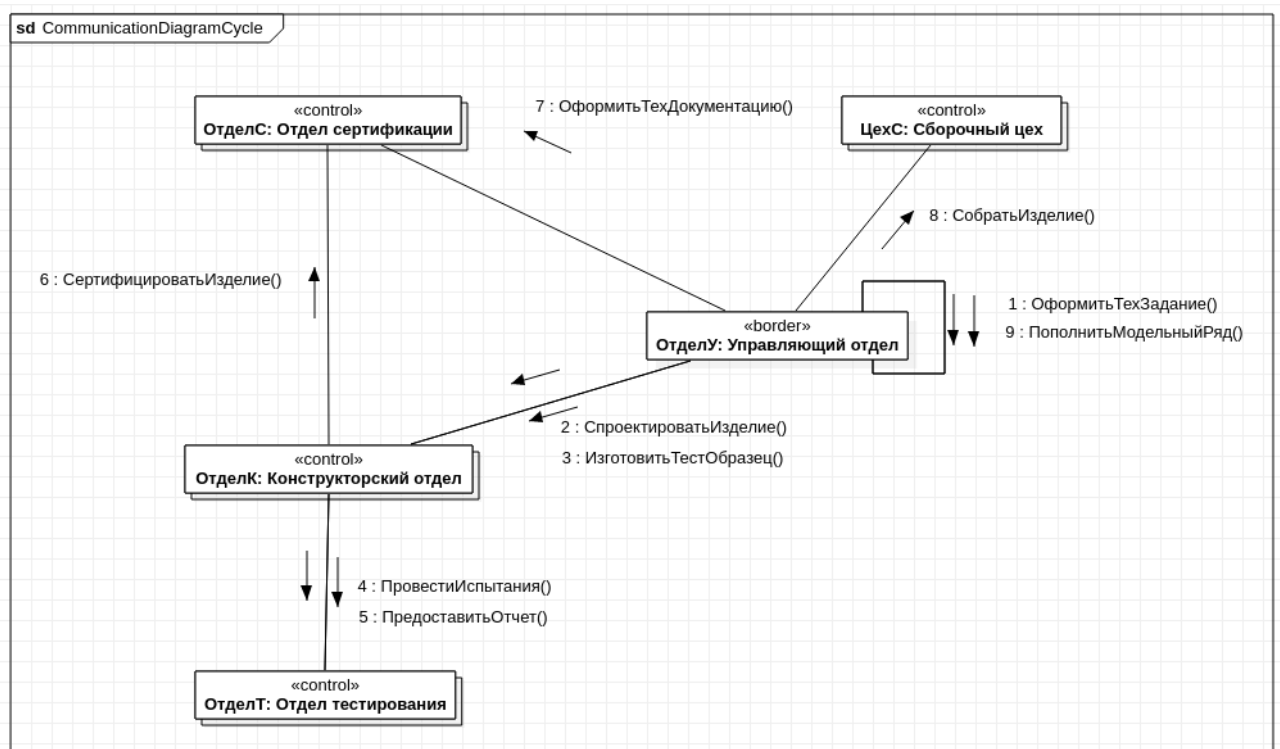 sd CommunicationDiagramCycle
«control»
ОтделС: Отдел сертификации
7 : ОформитьТехДокументацию()
«control»
ЦехС: Сборочный цех
8 : СобратьИзделие()
6 : СертифицироватьИзделие()
«border»
ОтделУ: Управляющий отдел
1 : ОформитьТехЗадание()
9 : ПополнитьМодельныйРяд()
2 : СпроектироватьИзделие()
3 : ИзготовитьТестОбразец()
«control»
ОтделК: Конструкторский отдел
4 : ПровестиИспытания()
5 : ПредоставитьОтчет()
«control»
ОтделТ: Отдел тестирования